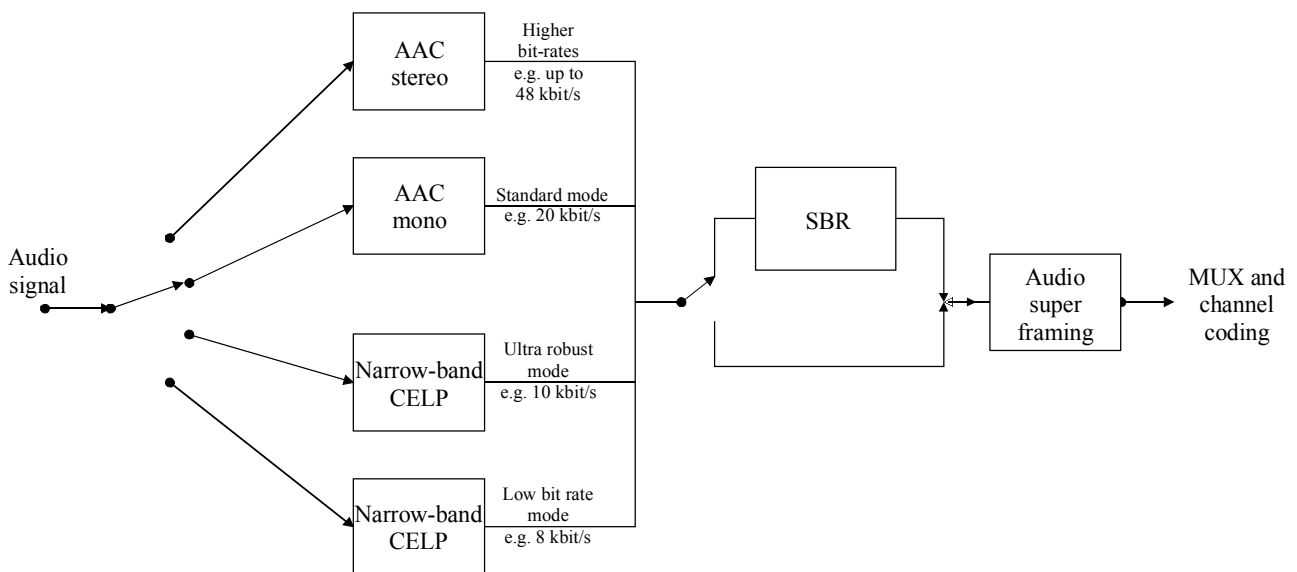 Audio
signal
AAC
stereo
Higher
bit-rates
e.g. up to
48 kbit/s
AAC
mono
Standard mode
e.g. 20 kbit/s
Narrow-band
CELP
Ultra robust
mode
e.g. 10 kbit/s
Narrow-band
CELP
Low bit rate
mode
e.g. 8 kbit/s
SBR
Audio
super
framing
MUX and
channel
coding